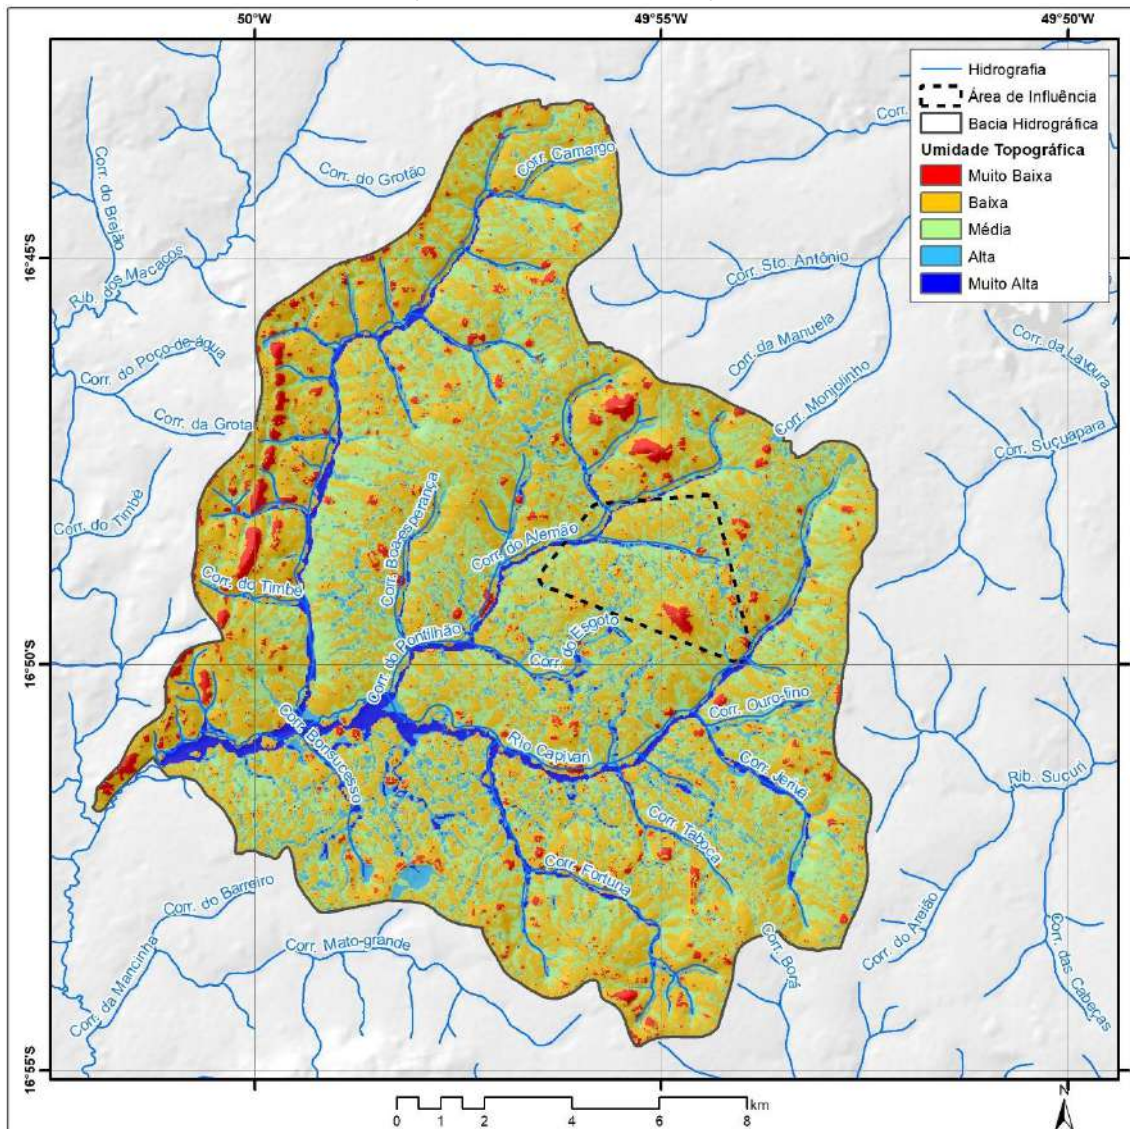 50°W
49°55'W
49°50'W
16°45'S
16°50'S
16°55'S
Hidrografia
Área de Influência
Bacia Hidrográfica
Umidade Topográfica
Muito Baixa
Baixa
Média
Alta
Muito Alta
Corr.
Corr. Camargo
Corr. do Grotão
Corr. do Brejão
Rib. dos Macacos
Corr. Sto. Antônio
Corr. da Manuela
Corr. da Lavoura
Corr. do Poço-de-água
Corr. Monjolinho
Corr. da Grota
Corr. Suçuapara
Corr. do Timbé
Corr. Boa-esperança
Corr. do Alemão
Corr. do Timbé
Corr. do Esgoto
Corr. do Pontilhão
Corr. Ouro-fino
Corr. Bonsucesso
Rio Capivari
Corr. Jerivá
Rib. Sucuri
Corr. Taboca
Corr. Fortuna
Corr. do Barreiro
Corr. do Areião
Corr. Mato-grande
Corr. da Mancinha
Corr. Borá
Corr. das Cabeças
0 1 2 4 6 8 km
N